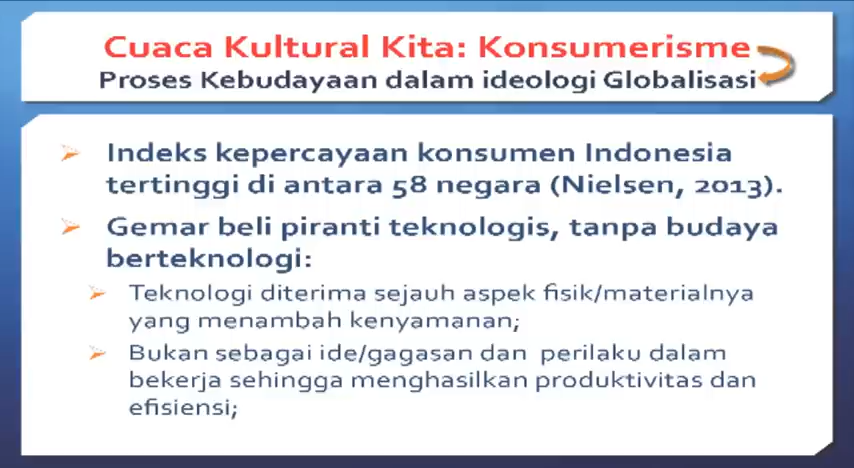 Cuaca Kultural Kita: Konsumerisme
Proses Kebudayaan dalam ideologi Globalisasi
Indeks kepercayaan konsumen Indonesia
tertinggi di antara 58 negara (Nielsen, 2013).
Gemar beli piranti teknologis, tanpa budaya
berteknologi:
Teknologi diterima sejauh aspek fisik/materialnya
yang menambah kenyamanan;
Bukan sebagai ide/gagasan dan perilaku dalam
bekerja sehingga menghasilkan produktivitas dan
efisiensi;